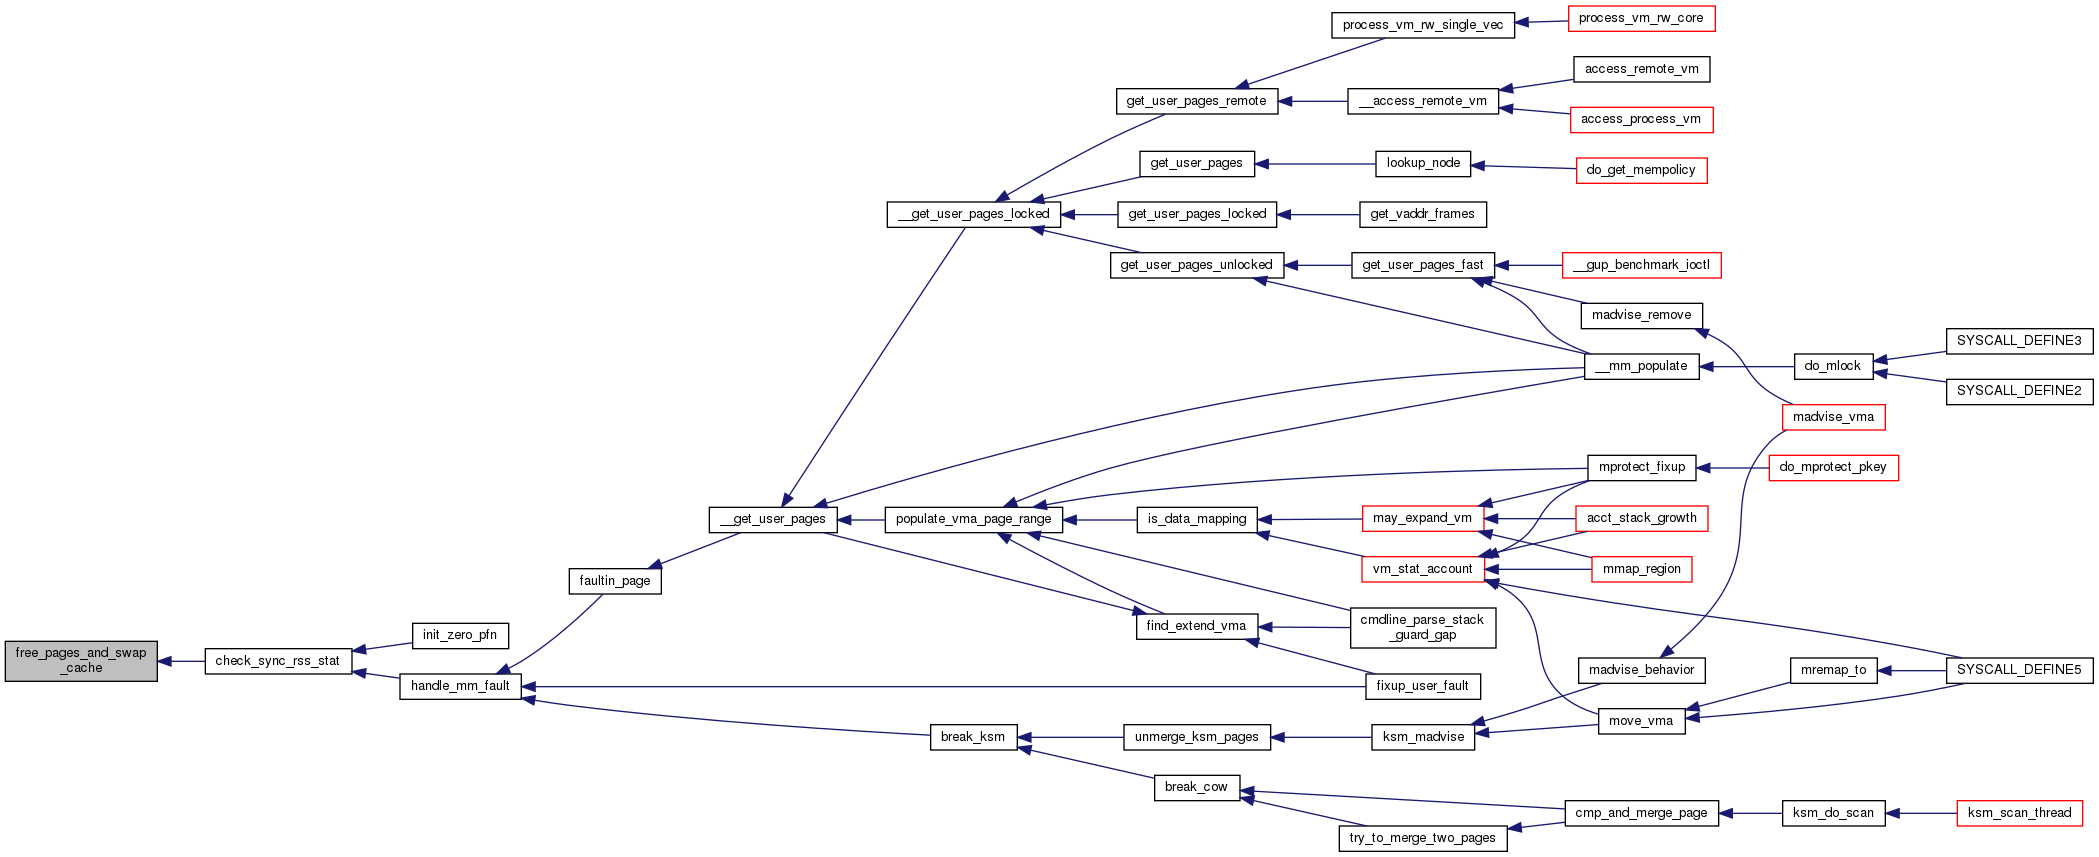 process_vm_rw_single_vec
process_vm_rw_core
access_remote_vm
get_user_pages_remote
__access_remote_vm
access_process_vm
get_user_pages
lookup_node
do_get_mempolicy
__get_user_pages_locked
get_user_pages_locked
get_vaddr_frames
get_user_pages_unlocked
get_user_pages_fast
__gup_benchmark_ioctl
madvise_remove
SYSCALL_DEFINE3
__mm_populate
do_mlock
SYSCALL_DEFINE2
madvise_vma
mprotect_fixup
do_mprotect_pkey
__get_user_pages
populate_vma_page_range
is_data_mapping
may_expand_vm
acct_stack_growth
vm_stat_account
mmap_region
faultin_page
find_extend_vma
cmdline_parse_stack
_guard_gap
init_zero_pfn
free_pages_and_swap
_cache
check_sync_rss_stat
handle_mm_fault
fixup_user_fault
madvise_behavior
mremap_to
SYSCALL_DEFINE5
move_vma
break_ksm
unmerge_ksm_pages
ksm_madvise
break_cow
cmp_and_merge_page
ksm_do_scan
ksm_scan_thread
try_to_merge_two_pages